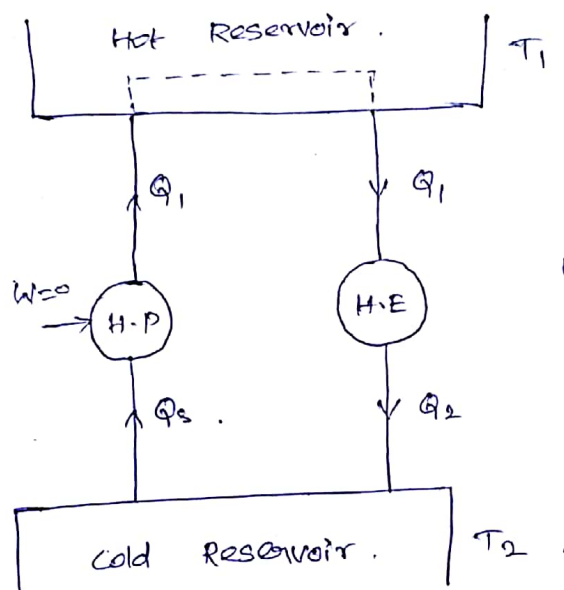 Hot Reservoir.
T1
Q1
Q1
W=0
H.P
H.E
Qs.
Q2
Cold Reservoir.
T2